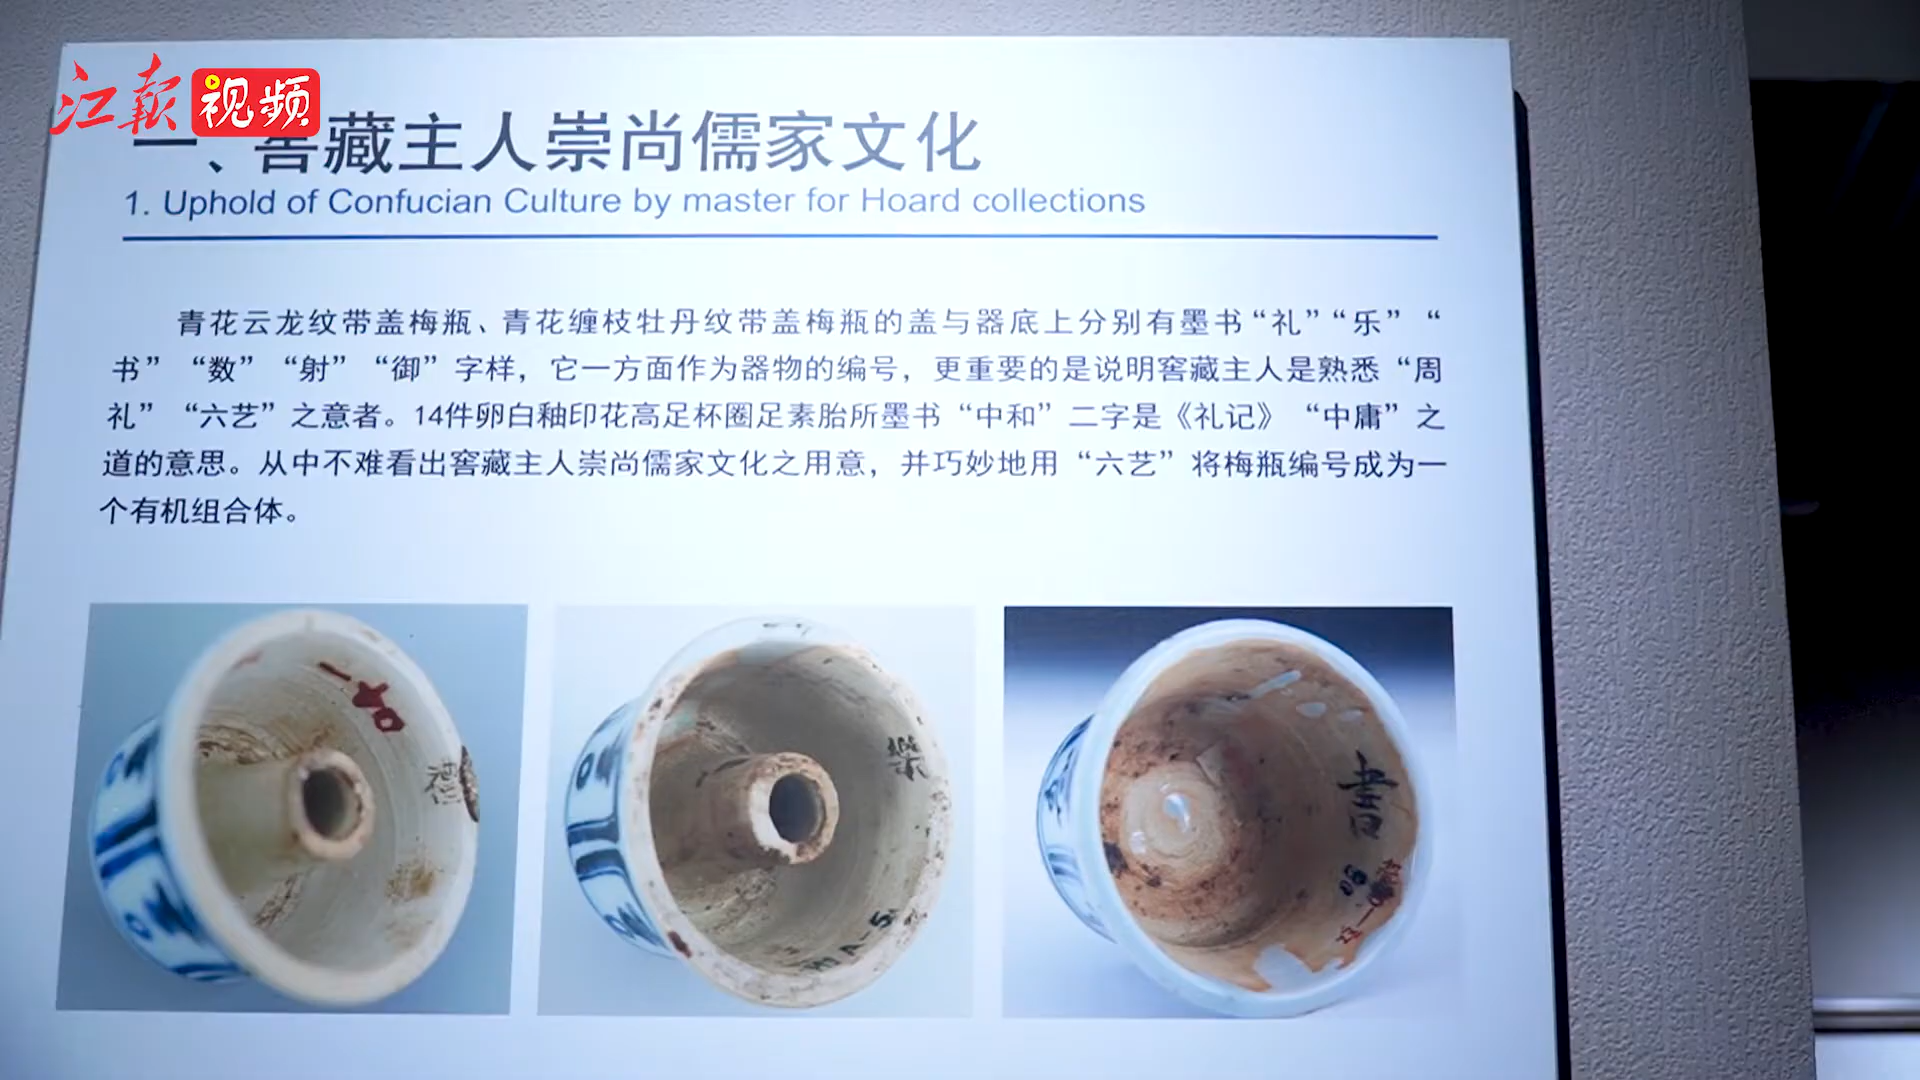 江报视频
一、窖藏主人崇尚儒家文化
1. Uphold of Confucian Culture by master for Hoard collections
青花云龙纹带盖梅瓶、青花缠枝牡丹纹带盖梅瓶的盖与器底上分别有墨书“礼”“乐”“
书”“数”“射”“御”字样，它一方面作为器物的编号，更重要的是说明窖藏主人是熟悉“周
礼”“六艺”之意者。14件卵白釉印花高足杯圈足素胎所墨书“中和”二字是《礼记》“中庸”之
道的意思。从中不难看出窖藏主人崇尚儒家文化之用意，并巧妙地用“六艺”将梅瓶编号成为一
个有机组合体。
樂
書